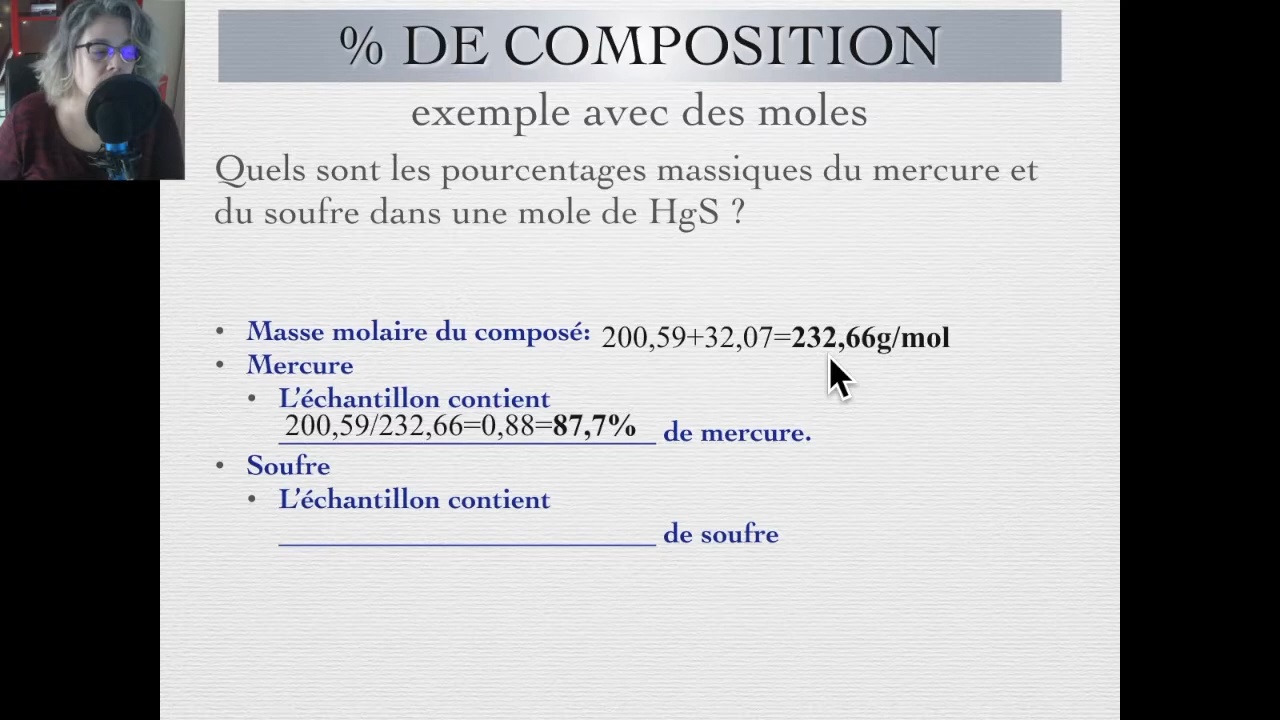 % DE COMPOSITION
exemple avec des moles
Quels sont les pourcentages massiques du mercure et
du soufre dans une mole de HgS ?
• Masse molaire du composé: 200,59+32,07=232,66g/mol
• Mercure
• L'échantillon contient
200,59/232,66=0,88=87,7% de mercure.
• Soufre
• L'échantillon contient
____________________ de soufre